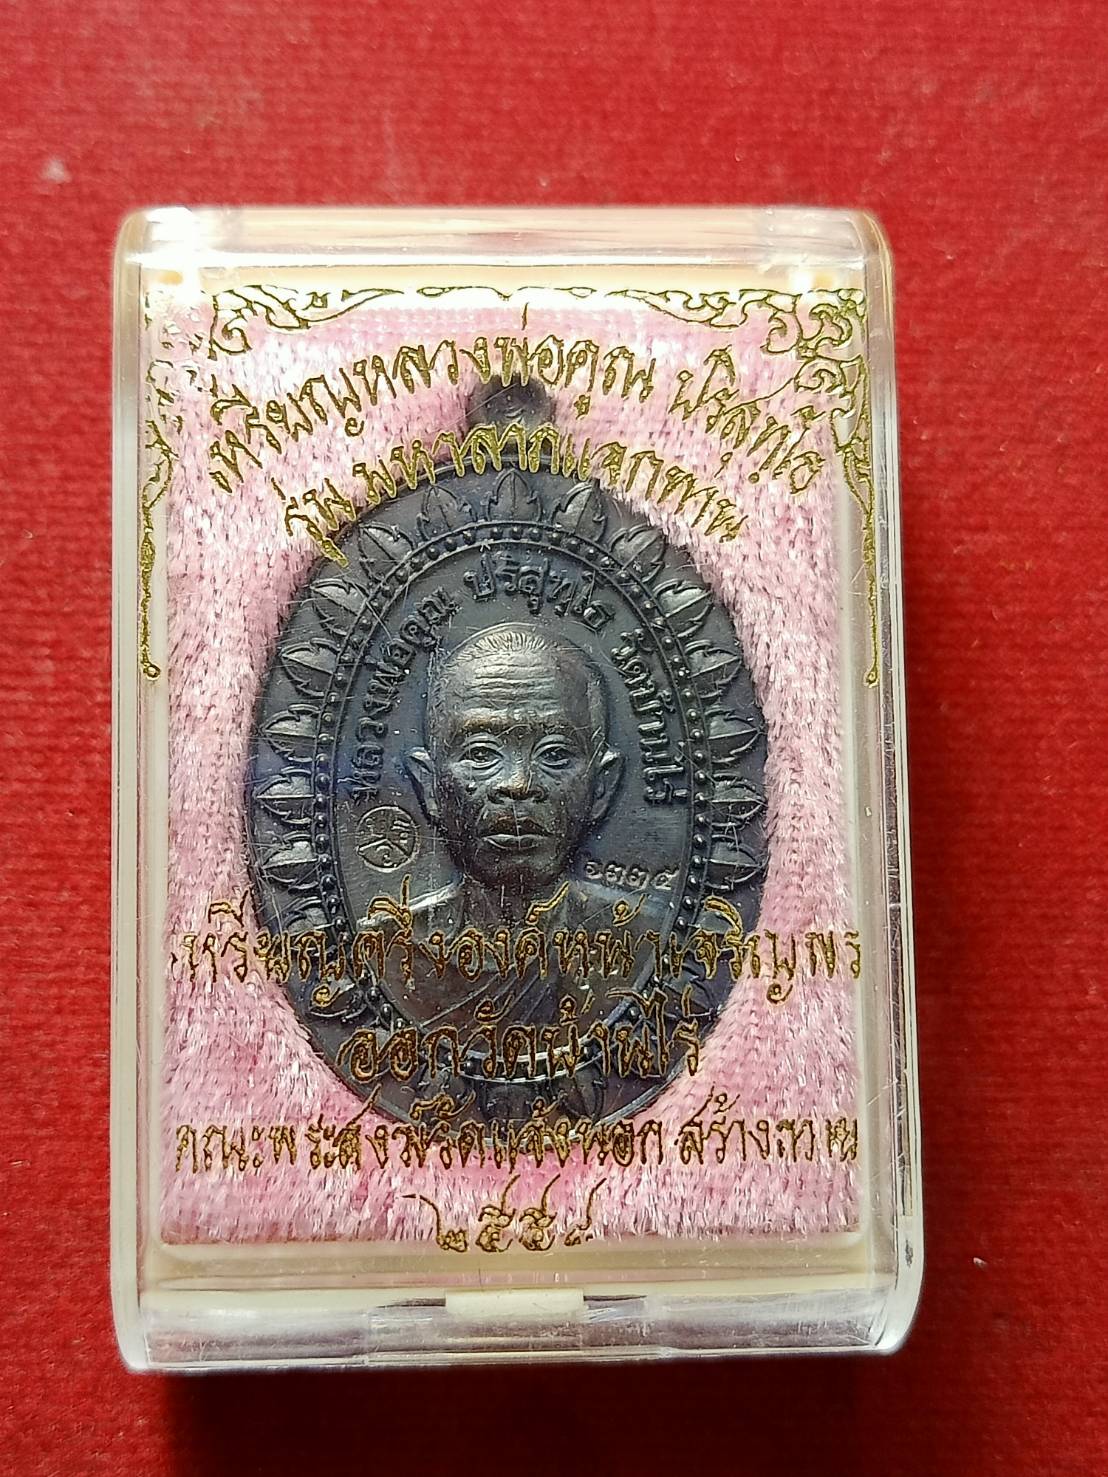 เหรียญหลวงพ่อคูณ ปริสุทโธ
รุ่น มหาลาภแจกทาน
หลวงพ่อคูณ ปริสุทฺโธ วัดบ้านไร่
๑๓๓๕
เหรียญครึ่งองค์หน้าเจริญพร
ออกวัดบ้านไร่
คณะพระสงฆ์วัดแจ้งนอก สร้างถวาย
๒๕๕๘